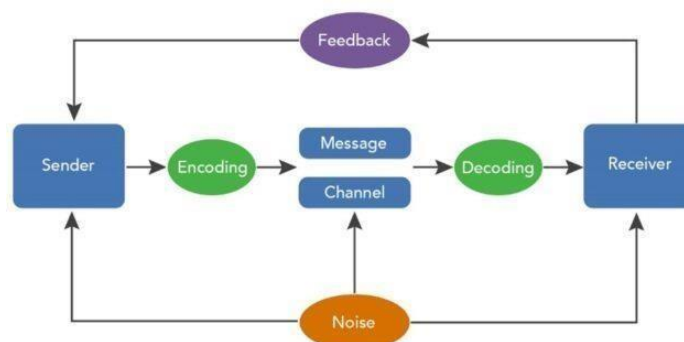 Feedback
Sender
Encoding
Message
Channel
Decoding
Receiver
Noise